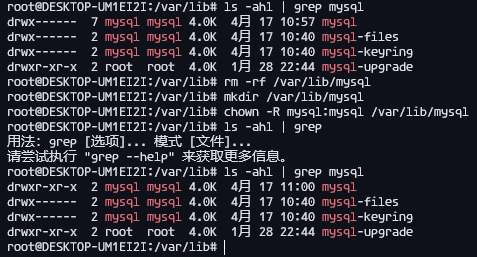 root@DESKTOP-UM1EI2I:/var/lib# ls -ahl | grep mysql
drwx------  7 mysql mysql 4.0K  4月 17 10:57 mysql
drwx------  2 mysql mysql 4.0K  4月 17 10:40 mysql-files
drwx------  2 mysql mysql 4.0K  4月 17 10:40 mysql-keyring
drwxr-xr-x  2 root  root  4.0K  1月 28 22:44 mysql-upgrade
root@DESKTOP-UM1EI2I:/var/lib# rm -rf /var/lib/mysql
root@DESKTOP-UM1EI2I:/var/lib# mkdir /var/lib/mysql
root@DESKTOP-UM1EI2I:/var/lib# chown -R mysql:mysql /var/lib/mysql
root@DESKTOP-UM1EI2I:/var/lib# ls -ahl | grep
用法: grep [选项]... 模式 [文件]...
请尝试执行 "grep --help" 来获取更多信息。
root@DESKTOP-UM1EI2I:/var/lib# ls -ahl | grep mysql
drwxr-xr-x  2 mysql mysql 4.0K  4月 17 11:00 mysql
drwx------  2 mysql mysql 4.0K  4月 17 10:40 mysql-files
drwx------  2 mysql mysql 4.0K  4月 17 10:40 mysql-keyring
drwxr-xr-x  2 root  root  4.0K  1月 28 22:44 mysql-upgrade
root@DESKTOP-UM1EI2I:/var/lib#